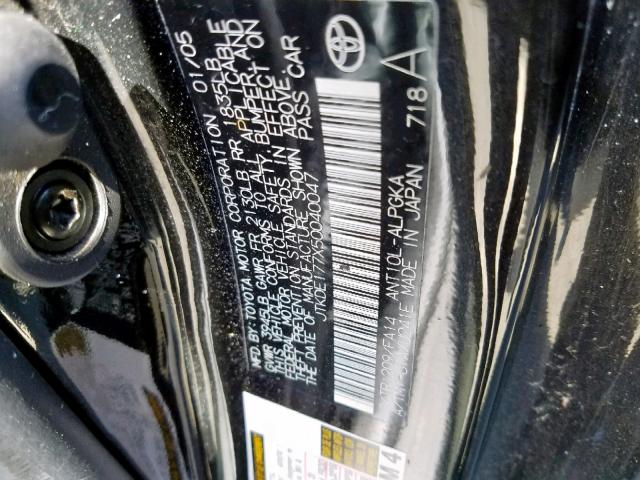 MFD. BY TOYOTA MOTOR CORPORATION 01/05
GVWR 3945LB GAWR FR 2130LB RR 1835LB
THIS VEHICLE CONFORMS TO ALL APPLICABLE
FEDERAL MOTOR VEHICLE SAFETY, BUMPER, AND
THEFT PREVENTION STANDARDS IN EFFECT ON
THE DATE OF MANUFACTURE SHOWN ABOVE.
JTKDE177X50040047 PASS CAR
ANT10L-ALPGKA
MADE IN JAPAN 718 A
M4